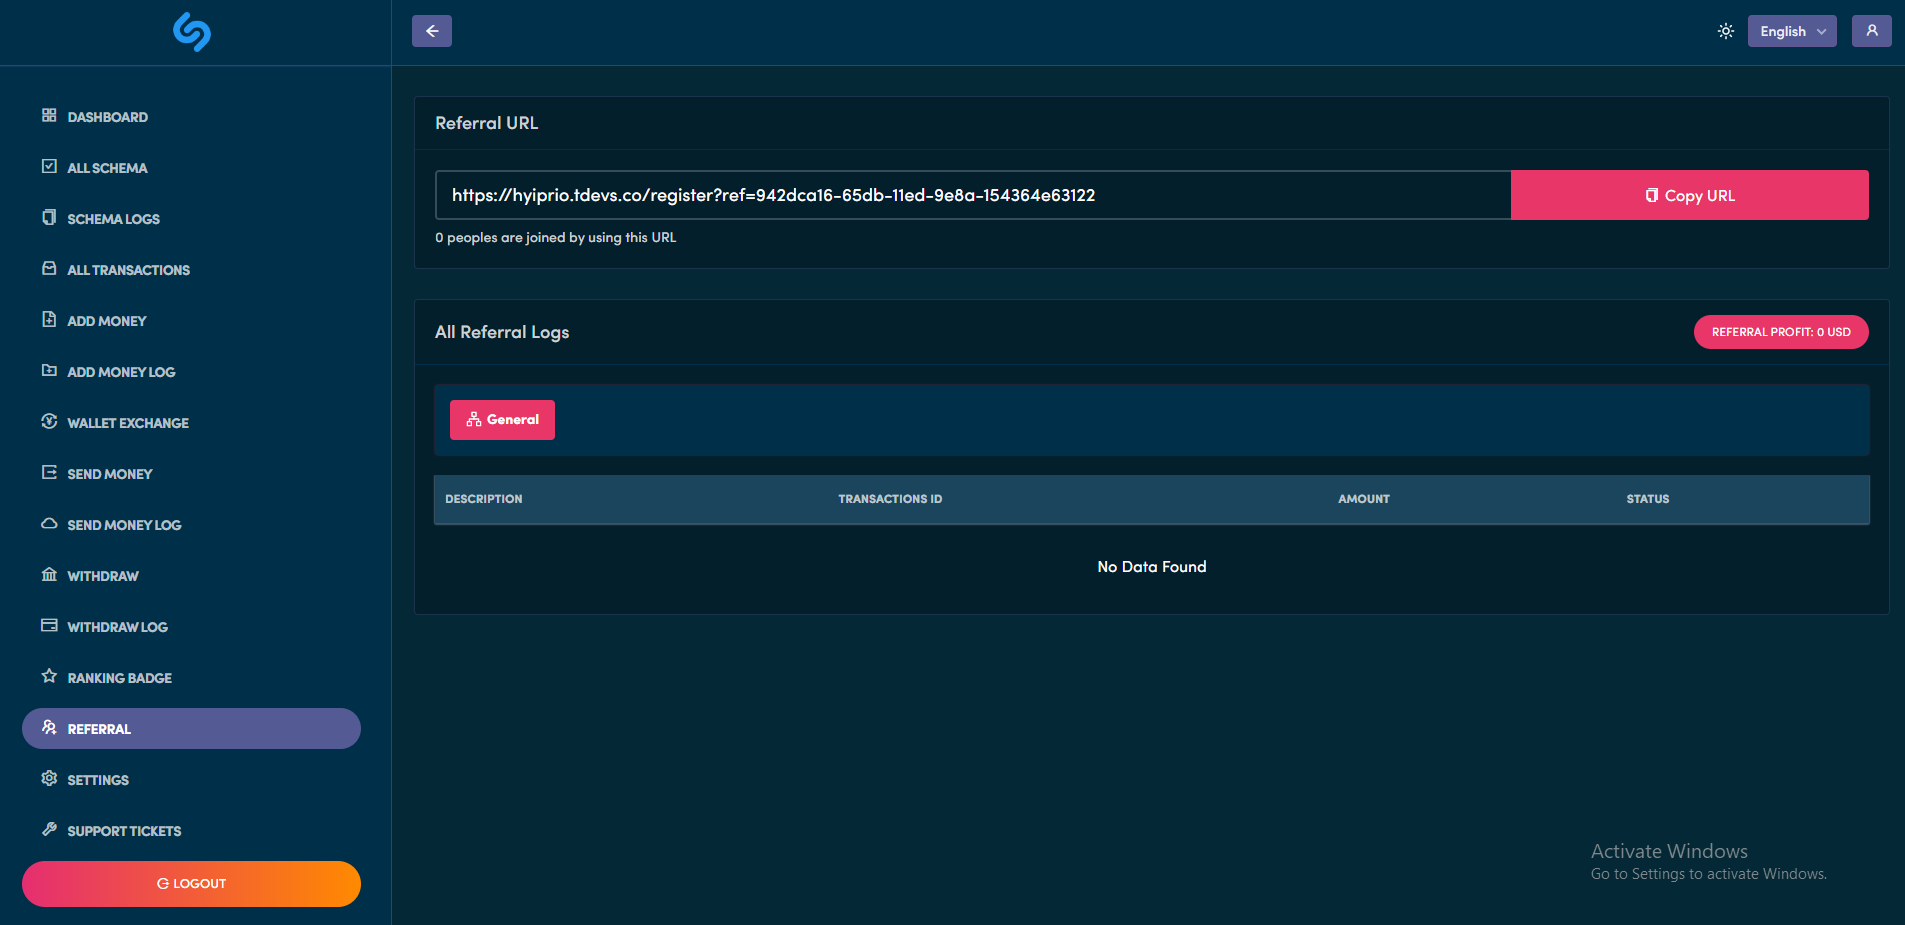 English
DASHBOARD
ALL SCHEMA
SCHEMA LOGS
ALL TRANSACTIONS
ADD MONEY
ADD MONEY LOG
WALLET EXCHANGE
SEND MONEY
SEND MONEY LOG
WITHDRAW
WITHDRAW LOG
RANKING BADGE
REFERRAL
SETTINGS
SUPPORT TICKETS
LOGOUT
Referral URL
https://hyiprio.tdevs.co/register?ref=942dca16-65db-11ed-9e8a-154364e63122
Copy URL
0 peoples are joined by using this URL
All Referral Logs
REFERRAL PROFIT: 0 USD
General
DESCRIPTION TRANSACTIONS ID AMOUNT STATUS
No Data Found
Activate Windows
Go to Settings to activate Windows.